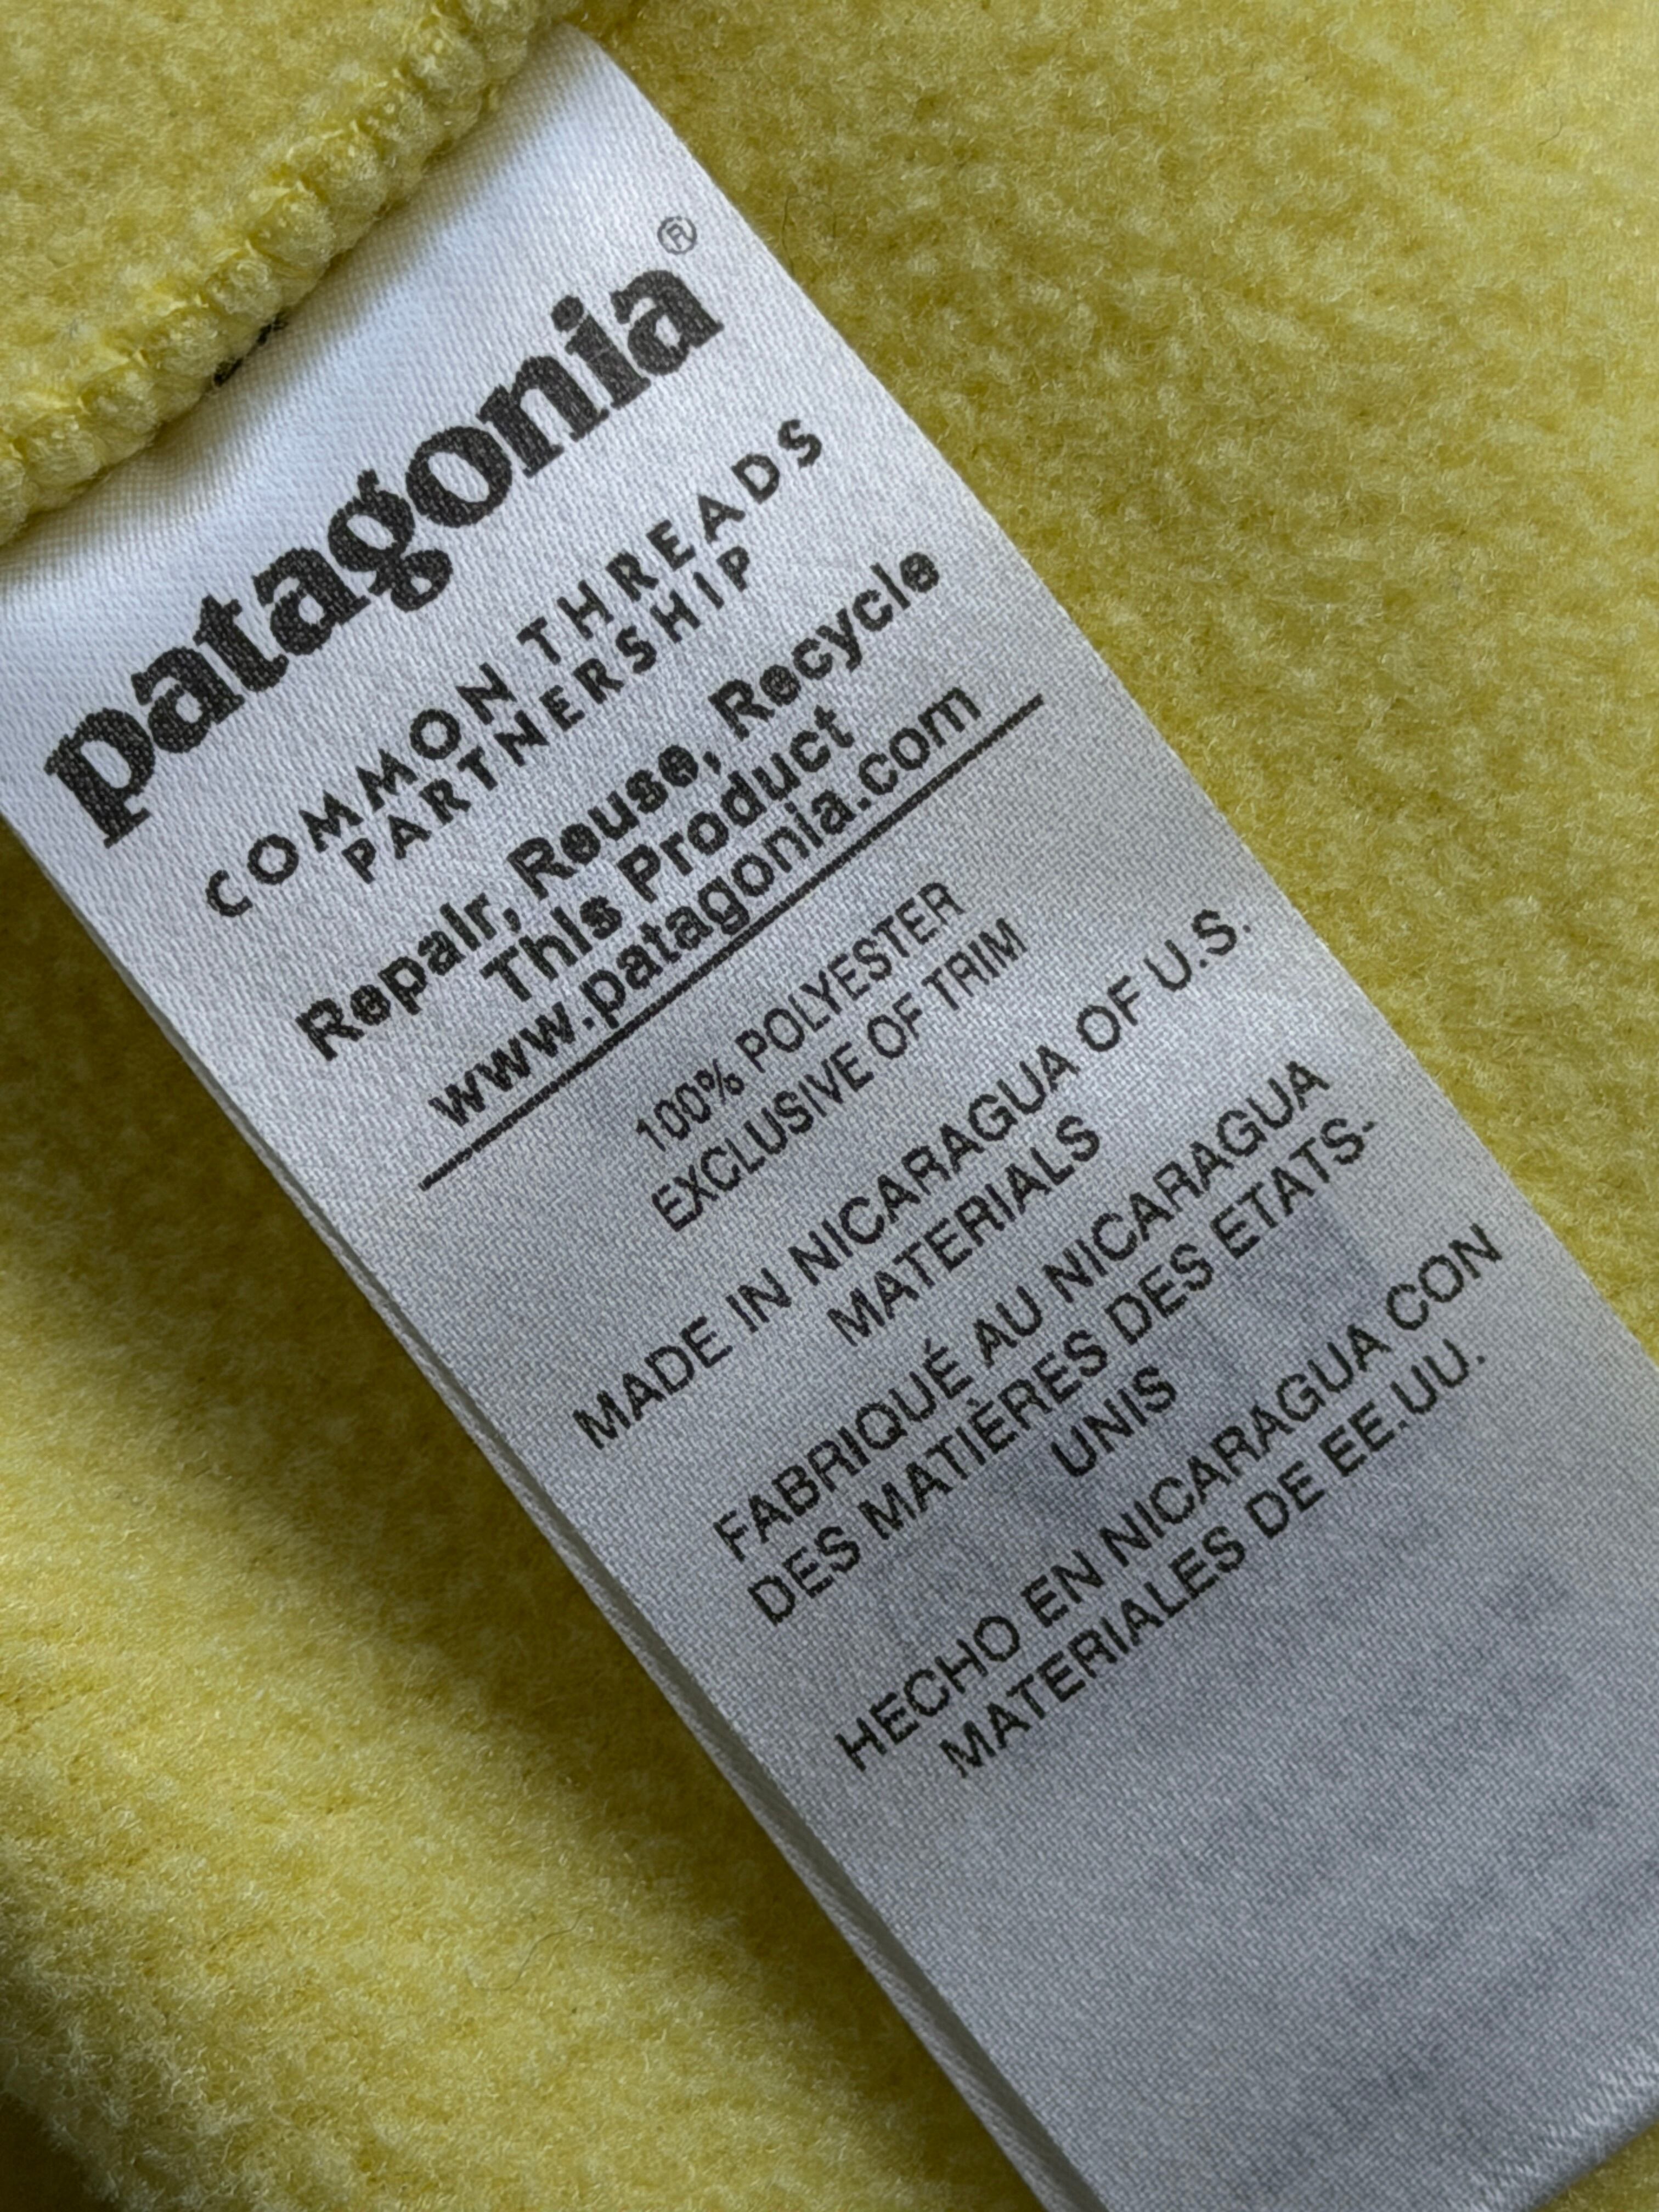 patagonia®
COMMON THREADS
PARTNERSHIP
Repair, Reuse, Recycle
This Product
www.patagonia.com
100% POLYESTER
EXCLUSIVE OF TRIM
MADE IN NICARAGUA OF U.S.
MATERIALS
FABRIQUÉ AU NICARAGUA
DES MATIÈRES DES ETATS-
UNIS
HECHO EN NICARAGUA CON
MATERIALES DE EE.UU.